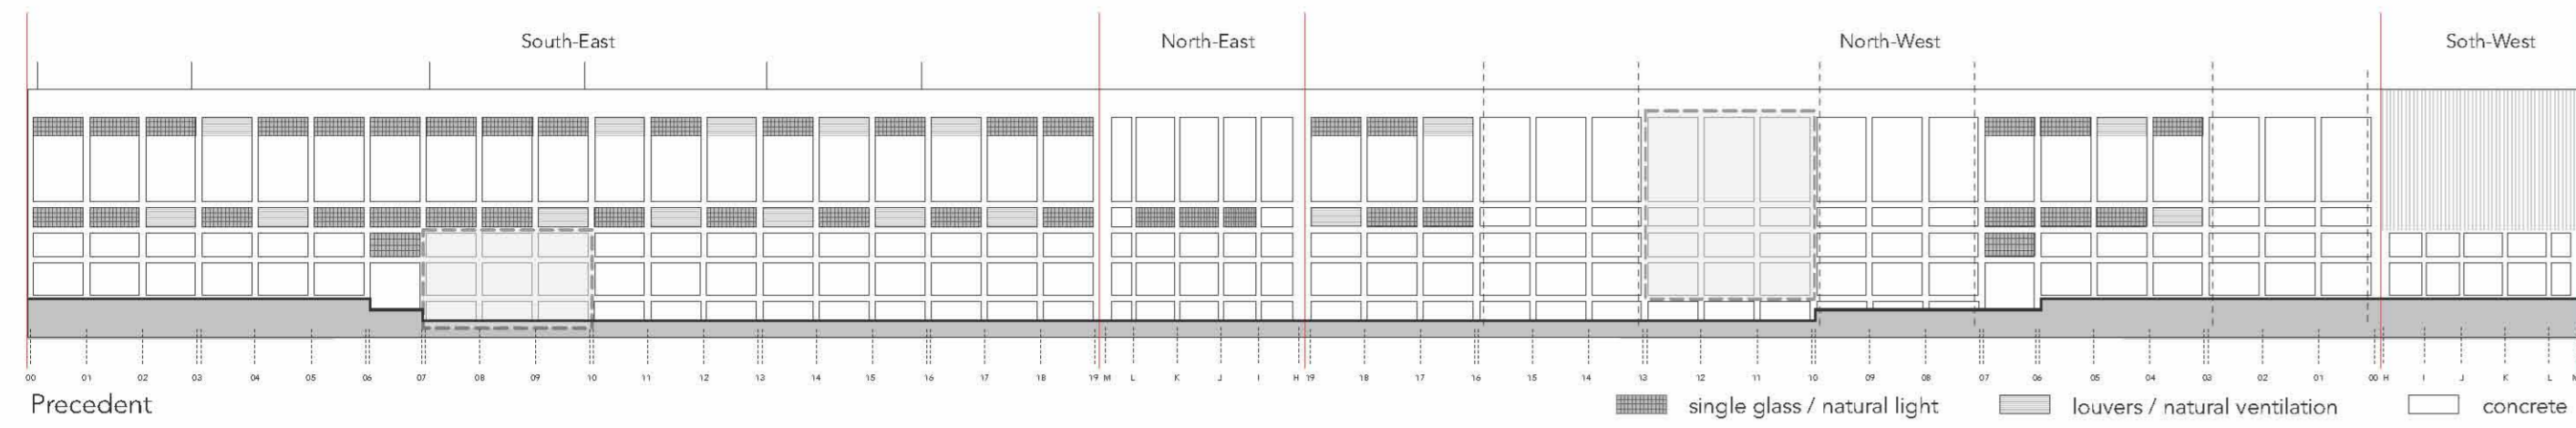 South-East North-East North-West Soth-West
00 01 02 03 04 05 06 07 08 09 10 11 12 13 14 15 16 17 18 19 M L K J I H 19 18 17 16 15 14 13 12 11 10 09 08 07 06 05 04 03 02 01 00 H I J K L
Precedent single glass / natural light louvers / natural ventilation concrete